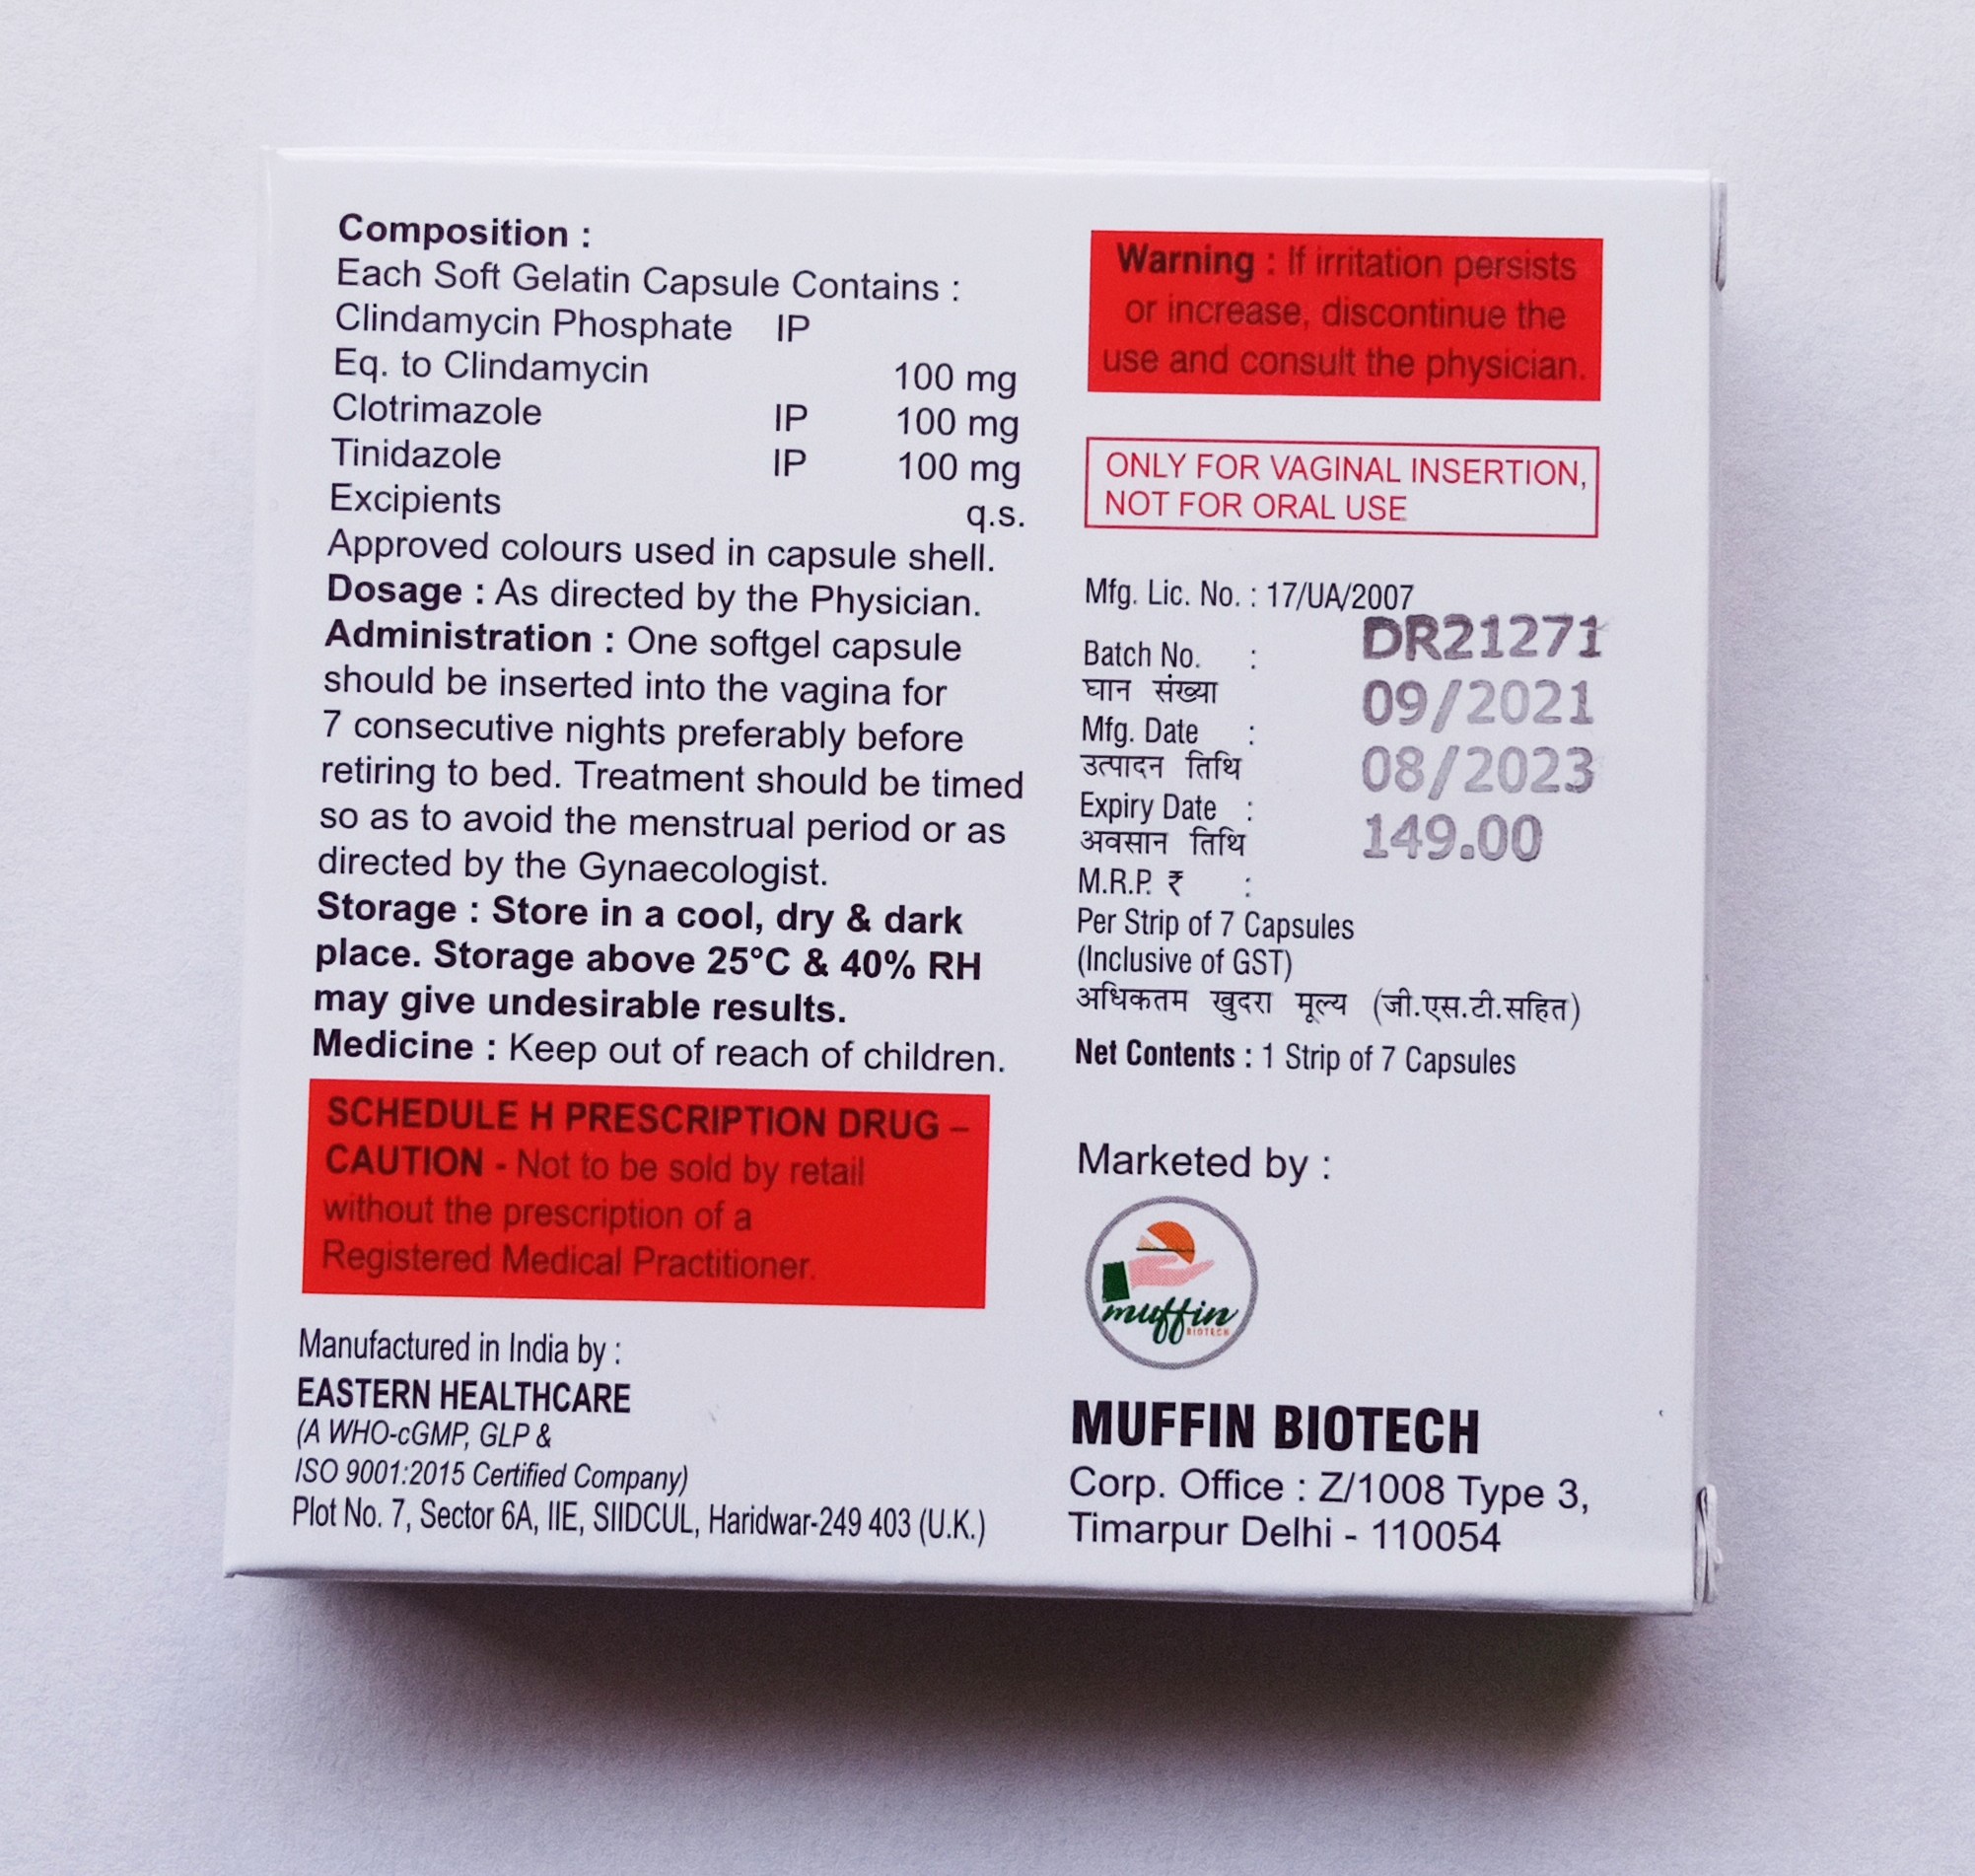 Composition :
Each Soft Gelatin Capsule Contains :
Clindamycin Phosphate IP
Eq. to Clindamycin 100 mg
Clotrimazole IP 100 mg
Tinidazole IP 100 mg
Excipients q.s.
Approved colours used in capsule shell.
Dosage : As directed by the Physician.
Administration : One softgel capsule
should be inserted into the vagina for
7 consecutive nights preferably before
retiring to bed. Treatment should be timed
so as to avoid the menstrual period or as
directed by the Gynaecologist.
Storage : Store in a cool, dry & dark
place. Storage above 25°C & 40% RH
may give undesirable results.
Medicine : Keep out of reach of children.
SCHEDULE H PRESCRIPTION DRUG –
CAUTION - Not to be sold by retail
without the prescription of a
Registered Medical Practitioner.
Manufactured in India by :
EASTERN HEALTHCARE
(A WHO-cGMP, GLP &
ISO 9001:2015 Certified Company)
Plot No. 7, Sector 6A, IIE, SIIDCUL, Haridwar-249 403 (U.K.)
Warning : If irritation persists
or increase, discontinue the
use and consult the physician.
ONLY FOR VAGINAL INSERTION,
NOT FOR ORAL USE
Mfg. Lic. No. : 17/UA/2007
Batch No. : DR21271
घान संख्या
Mfg. Date : 09/2021
उत्पादन तिथि
Expiry Date : 08/2023
अवसान तिथि
M.R.P. ₹ : 149.00
Per Strip of 7 Capsules
(Inclusive of GST)
अधिकतम खुदरा मूल्य (जी.एस.टी.सहित)
Net Contents : 1 Strip of 7 Capsules
Marketed by :
muffin
BIOTECH
MUFFIN BIOTECH
Corp. Office : Z/1008 Type 3,
Timarpur Delhi - 110054